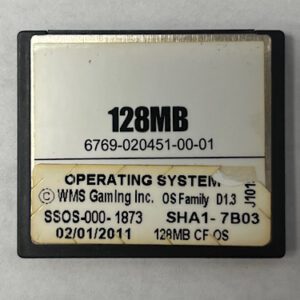 128MB
6769-020451-00-01
OPERATING SYSTEM
© WMS Gaming Inc. OS Family D1.3
SSOS-000-1873 SHA1-7B03
02/01/2011 128MB CF OS
J101